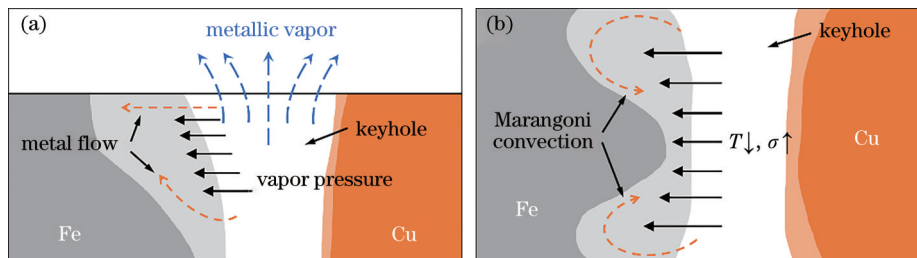 (a)
metallic vapor
metal flow
keyhole
vapor pressure
Fe
Cu
(b)
keyhole
Marangoni
convection
T↓, σ↑
Fe
Cu